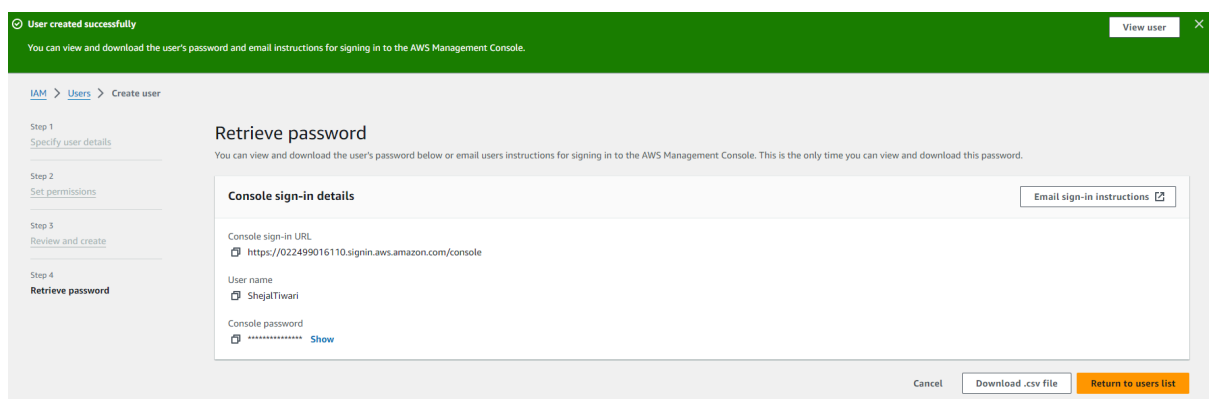 User created successfully
View user
You can view and download the user's password and email instructions for signing in to the AWS Management Console.
IAM > Users > Create user
Step 1
Specify user details
Step 2
Set permissions
Step 3
Review and create
Step 4
Retrieve password
Retrieve password
You can view and download the user's password below or email users instructions for signing in to the AWS Management Console. This is the only time you can view and download this password.
Console sign-in details
Email sign-in instructions
Console sign-in URL
https://022499016110.signin.aws.amazon.com/console
User name
ShejalTiwari
Console password
*************** Show
Cancel
Download .csv file
Return to users list